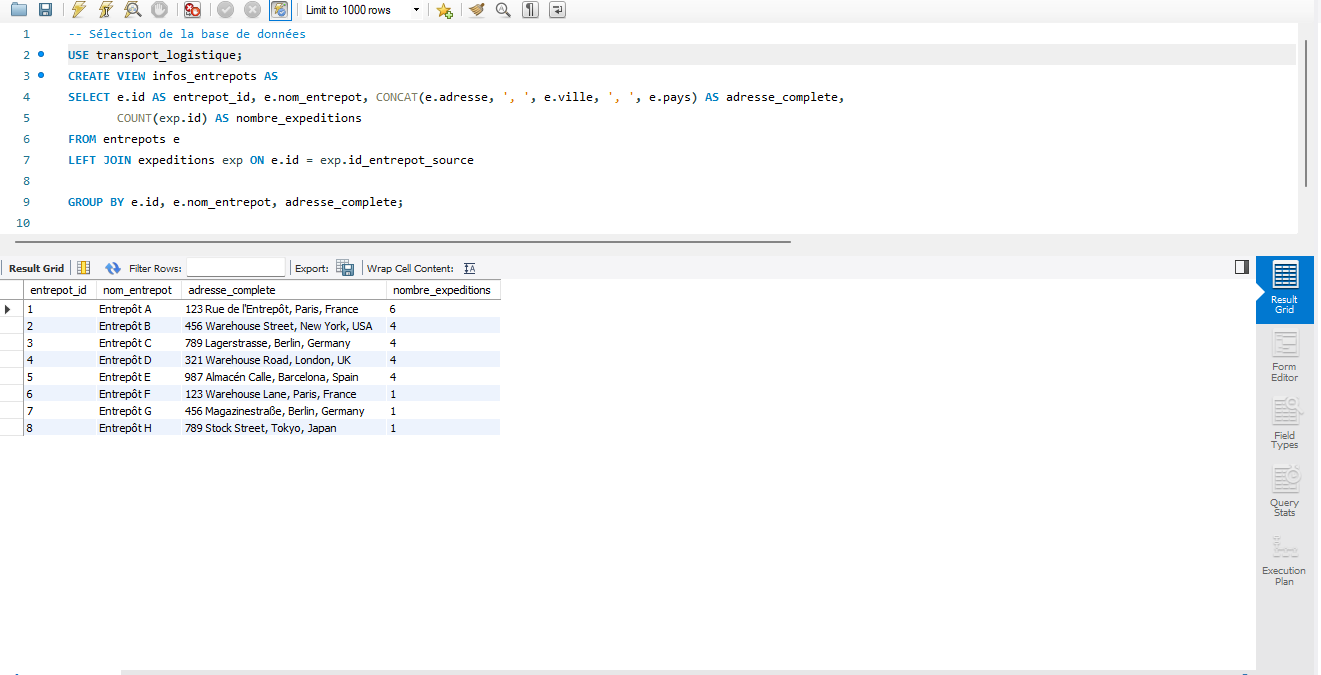 Limit to 1000 rows
1 -- Sélection de la base de données
2 USE transport_logistique;
3 CREATE VIEW infos_entrepots AS
4 SELECT e.id AS entrepot_id, e.nom_entrepot, CONCAT(e.adresse, ', ', e.ville, ', ', e.pays) AS adresse_complete,
5 COUNT(exp.id) AS nombre_expeditions
6 FROM entrepots e
7 LEFT JOIN expeditions exp ON e.id = exp.id_entrepot_source
8
9 GROUP BY e.id, e.nom_entrepot, adresse_complete;
10
Result Grid Filter Rows: Export: Wrap Cell Content:
entrepot_id nom_entrepot adresse_complete nombre_expeditions
1 Entrepôt A 123 Rue de l'Entrepôt, Paris, France 6
2 Entrepôt B 456 Warehouse Street, New York, USA 4
3 Entrepôt C 789 Lagerstrasse, Berlin, Germany 4
4 Entrepôt D 321 Warehouse Road, London, UK 4
5 Entrepôt E 987 Almacén Calle, Barcelona, Spain 4
6 Entrepôt F 123 Warehouse Lane, Paris, France 1
7 Entrepôt G 456 Magazinestraße, Berlin, Germany 1
8 Entrepôt H 789 Stock Street, Tokyo, Japan 1
Result
Grid
Form
Editor
Field
Types
Query
Stats
Execution
Plan